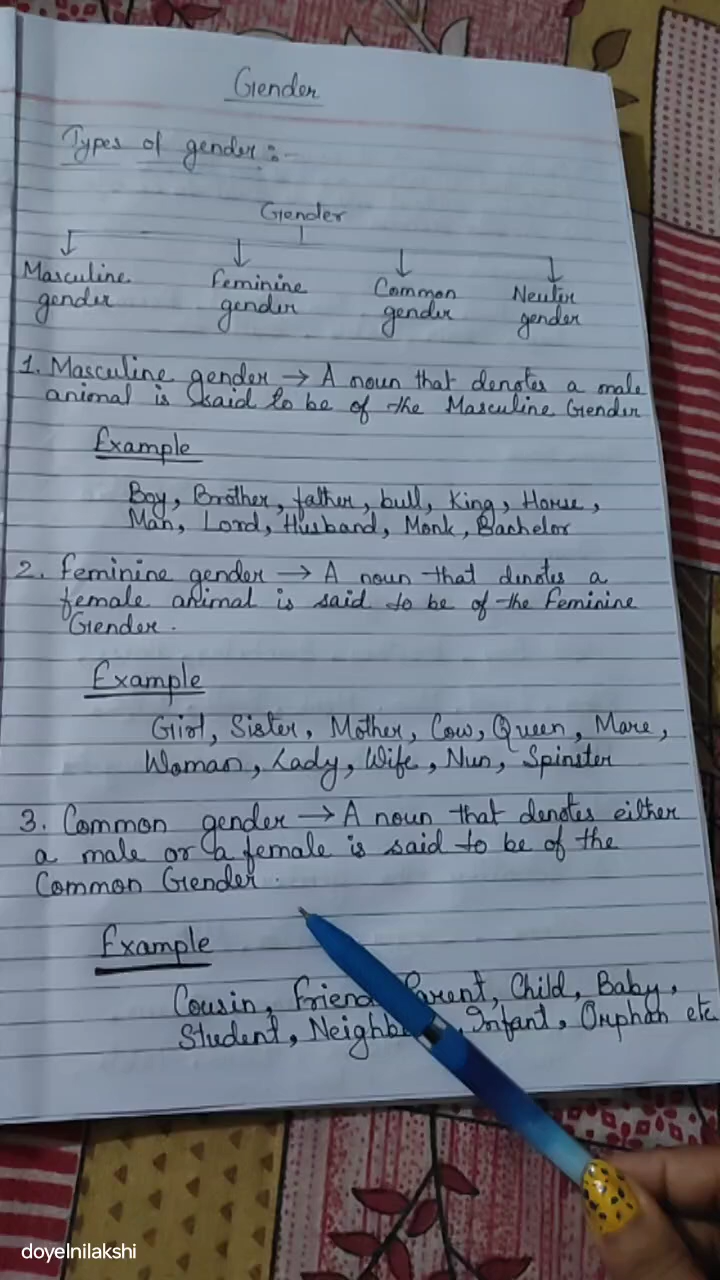 Gender
Types of gender :-
Gender
Masculine gender
Feminine gender
Common gender
Neuter gender
1. Masculine gender → A noun that denotes a male
animal is said to be of the Masculine Gender
Example
Boy, Brother, father, bull, King, Horse,
Man, Lord, Husband, Monk, Bachelor
2. Feminine gender → A noun that denotes a
female animal is said to be of the Feminine
Gender.
Example
Girl, Sister, Mother, Cow, Queen, Mare,
Woman, Lady, Wife, Nun, Spinster
3. Common gender → A noun that denotes either
a male or a female is said to be of the
Common Gender.
Example
Cousin, Friend Parent, Child, Baby,
Student, , Infant, Orphan etc
doyelnilakshi